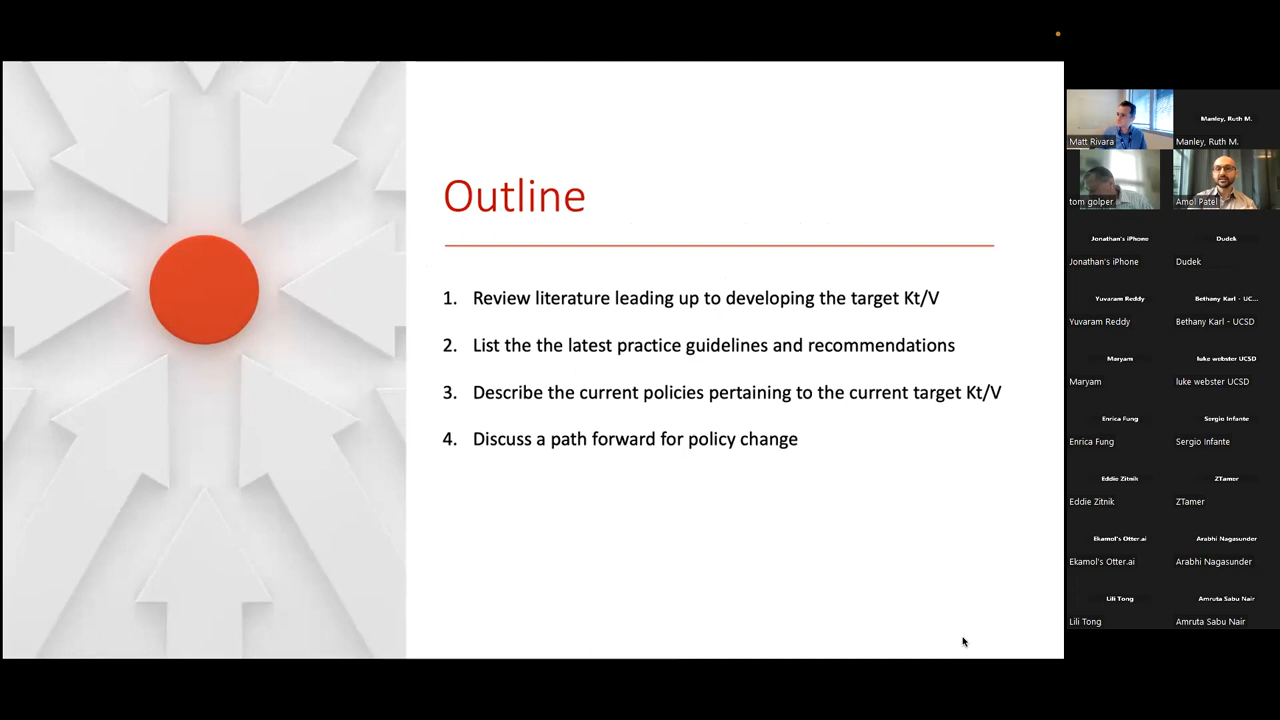 Outline
1. Review literature leading up to developing the target Kt/V
2. List the the latest practice guidelines and recommendations
3. Describe the current policies pertaining to the current target Kt/V
4. Discuss a path forward for policy change
Matt Rivara
Manley, Ruth M.
Manley, Ruth M.
tom golper
Amol Patel
Jonathan's iPhone
Jonathan's iPhone
Dudek
Dudek
Yuvaram Reddy
Yuvaram Reddy
Bethany Karl - UC...
Bethany Karl - UCSD
Maryam
Maryam
luke webster UCSD
luke webster UCSD
Enrica Fung
Enrica Fung
Sergio Infante
Sergio Infante
Eddie Zitnik
Eddie Zitnik
ZTamer
ZTamer
Ekamol's Otter.ai
Ekamol's Otter.ai
Arabhi Nagasunder
Arabhi Nagasunder
Lili Tong
Lili Tong
Amruta Sabu Nair
Amruta Sabu Nair